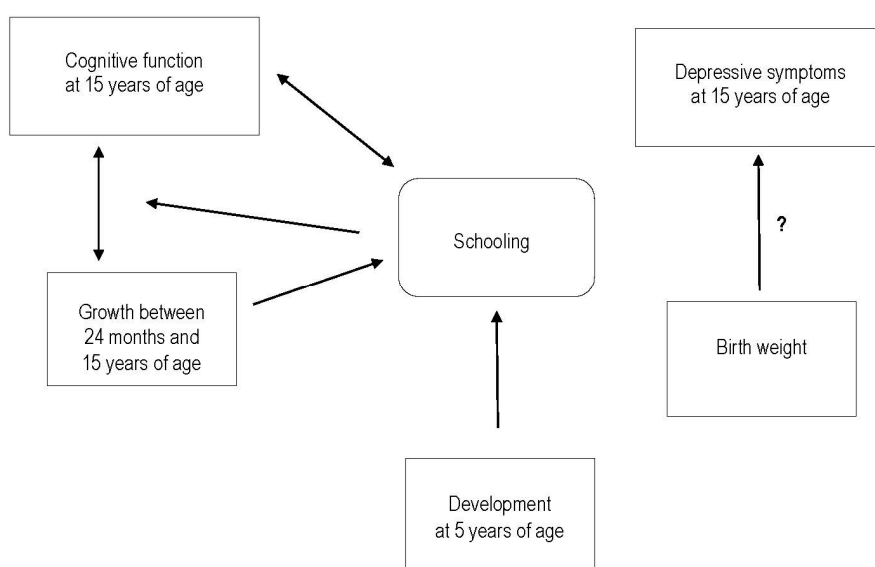 Cognitive function
at 15 years of age
Depressive symptoms
at 15 years of age
Schooling
?
Growth between
24 months and
15 years of age
Birth weight
Development
at 5 years of age